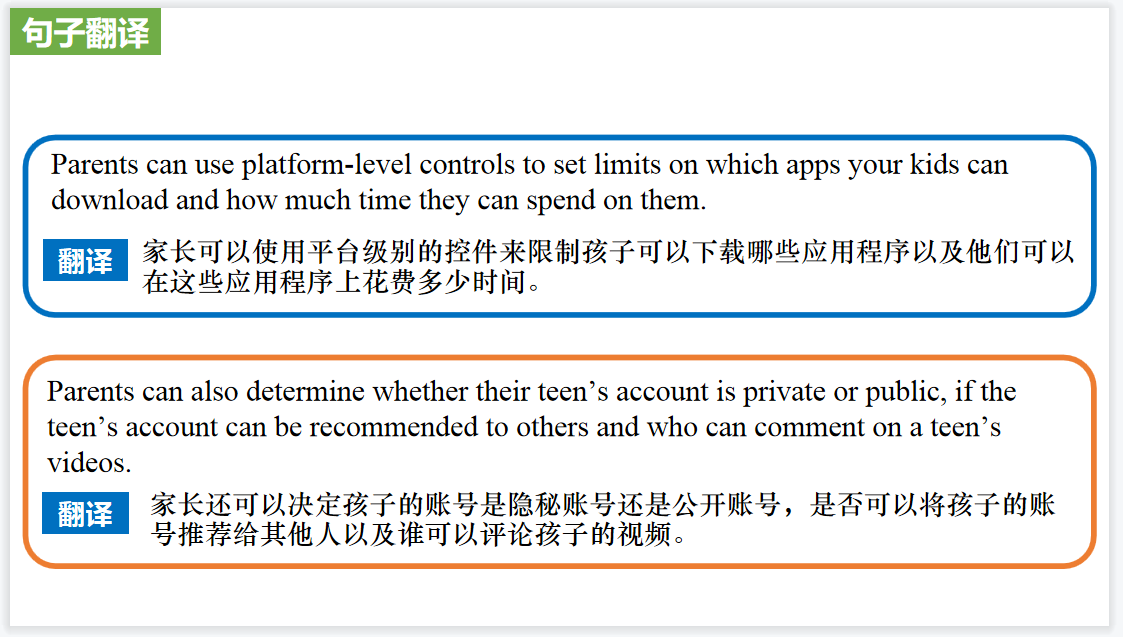 句子翻译
Parents can use platform-level controls to set limits on which apps your kids can
download and how much time they can spend on them.
翻译
家长可以使用平台级别的控件来限制孩子可以下载哪些应用程序以及他们可以
在这些应用程序上花费多少时间。
Parents can also determine whether their teen’s account is private or public, if the
teen’s account can be recommended to others and who can comment on a teen’s
videos.
翻译
家长还可以决定孩子的账号是隐秘账号还是公开账号，是否可以将孩子的账
号推荐给其他人以及谁可以评论孩子的视频。